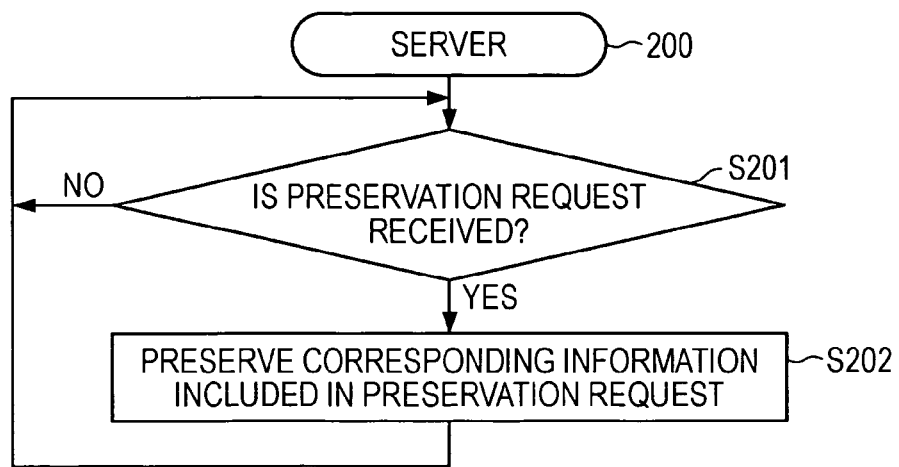 SERVER
200
S201
NO
IS PRESERVATION REQUEST
RECEIVED?
YES
PRESERVE CORRESPONDING INFORMATION
INCLUDED IN PRESERVATION REQUEST
S202